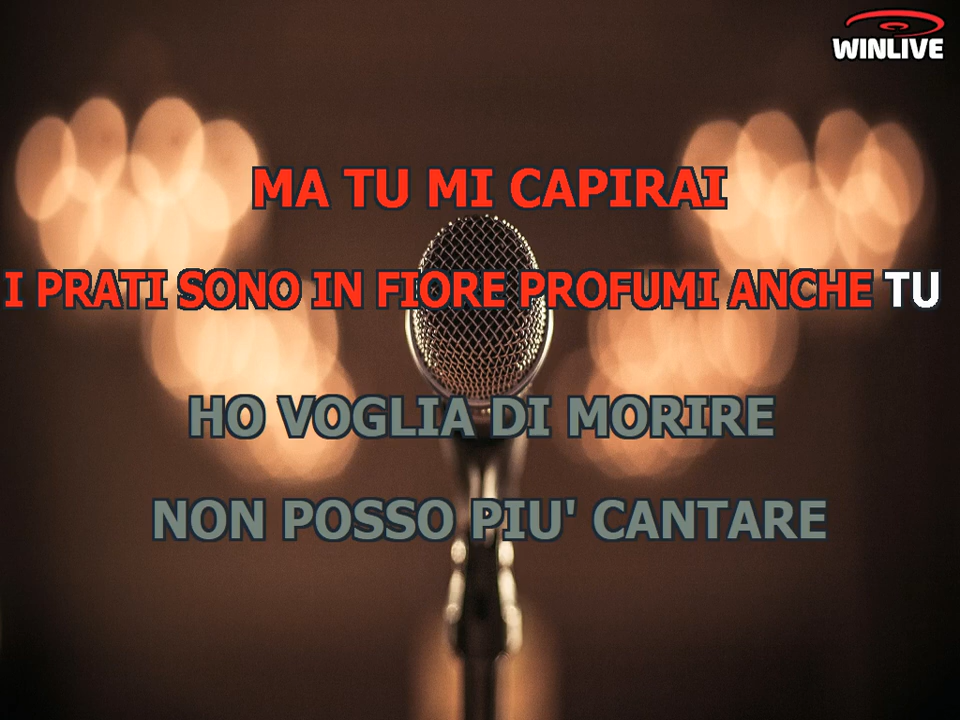 WINLIVE
MA TU MI CAPIRAI
I PRATI SONO IN FIORE PROFUMI ANCHE TU
HO VOGLIA DI MORIRE
NON POSSO PIU' CANTARE